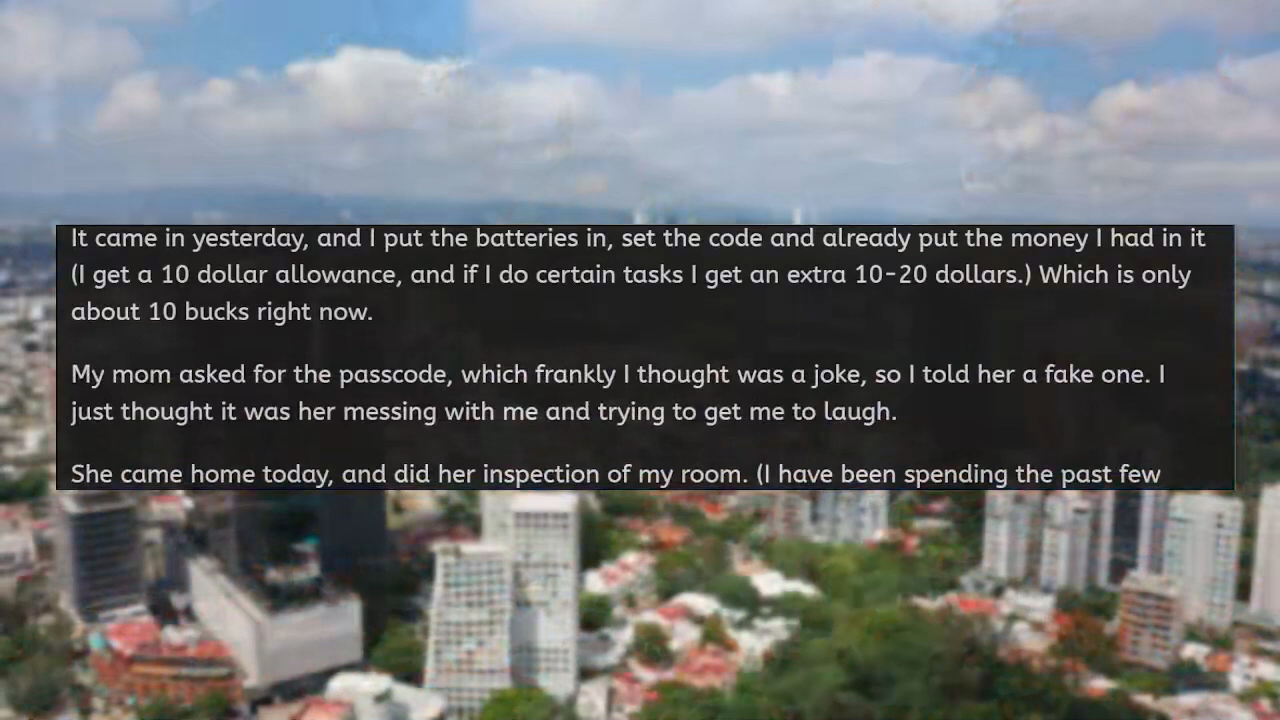 It came in yesterday, and I put the batteries in, set the code and already put the money I had in it
(I get a 10 dollar allowance, and if I do certain tasks I get an extra 10-20 dollars.) Which is only
about 10 bucks right now.
My mom asked for the passcode, which frankly I thought was a joke, so I told her a fake one. I
just thought it was her messing with me and trying to get me to laugh.
She came home today, and did her inspection of my room. (I have been spending the past few